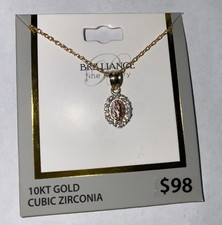 BRILLIANCE
fine jewelry
10KT GOLD
CUBIC ZIRCONIA
$98